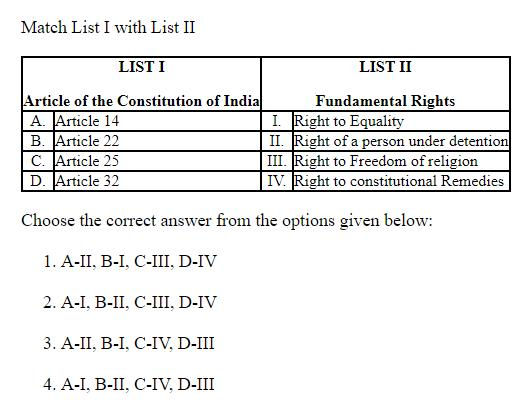 Match List I with List II
LIST I LIST II
Article of the Constitution of India Fundamental Rights
A. Article 14 I. Right to Equality
B. Article 22 II. Right of a person under detention
C. Article 25 III. Right to Freedom of religion
D. Article 32 IV. Right to constitutional Remedies
Choose the correct answer from the options given below:
1. A-II, B-I, C-III, D-IV
2. A-I, B-II, C-III, D-IV
3. A-II, B-I, C-IV, D-III
4. A-I, B-II, C-IV, D-III